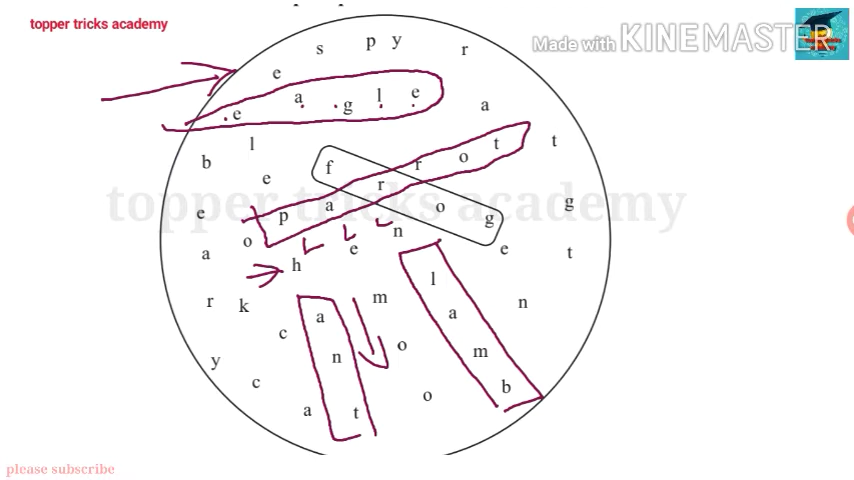 topper tricks academy
Made with KINEMASTER
s p y r
e
e a g l e a
b l t
e f r r o t
e p a o g g
a o h e n e t
r k l n
c a m a
y n o m
c a t o b
topper tricks academy
please subscribe